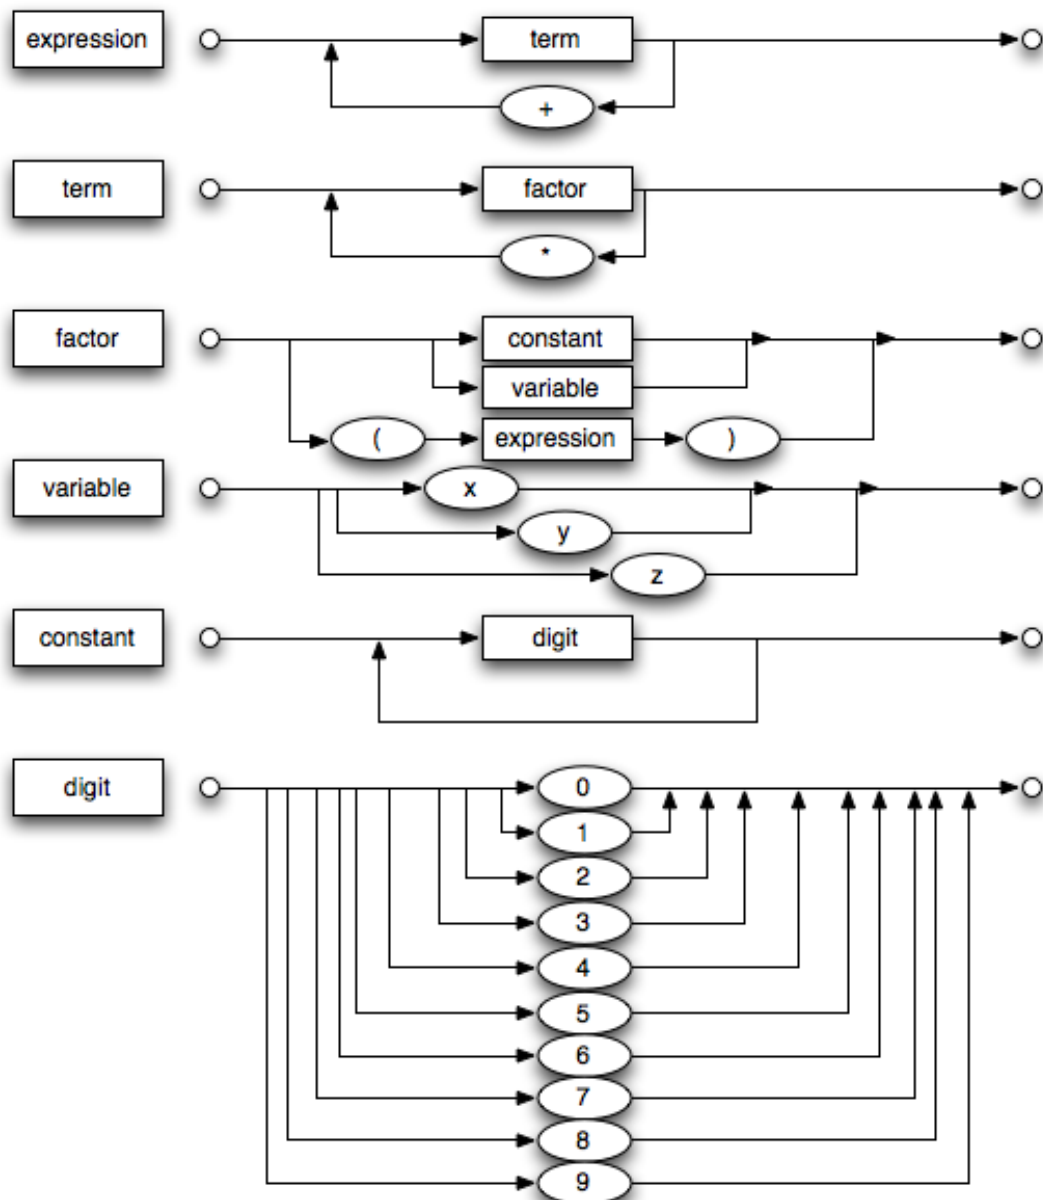 expression term
+
term factor
*
factor constant
variable
( expression )
variable x
y
z
constant digit
digit 0
1
2
3
4
5
6
7
8
9